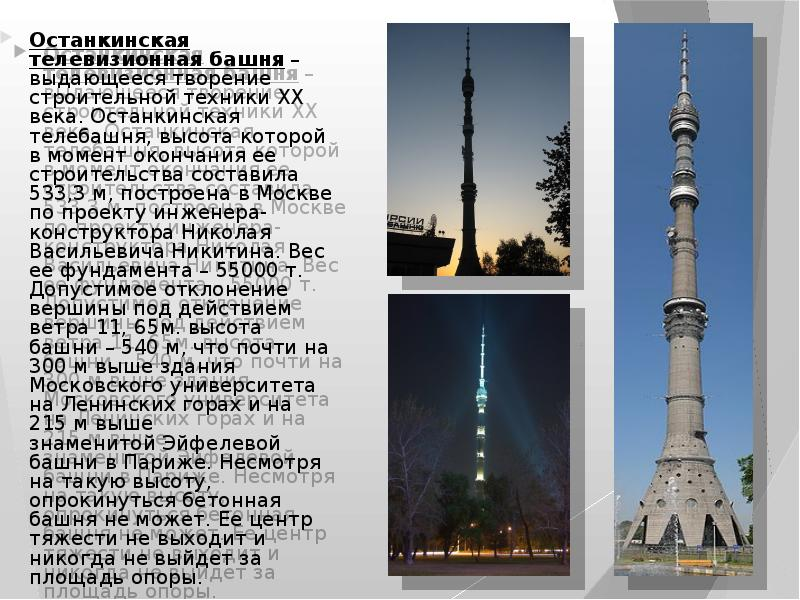 Останкинская
телевизионная башня –
выдающееся творение
строительной техники XX
века. Останкинская
телебашня, высота которой
в момент окончания ее
строительства составила
533,3 м, построена в Москве
по проекту инженера-
конструктора Николая
Васильевича Никитина. Вес
ее фундамента – 55000 т.
Допустимое отклонение
вершины под действием
ветра 11, 65м. высота
башни – 540 м, что почти на
300 м выше здания
Московского университета
на Ленинских горах и на
215 м выше
знаменитой Эйфелевой
башни в Париже. Несмотря
на такую высоту,
опрокинуться бетонная
башня не может. Ее центр
тяжести не выходит и
никогда не выйдет за
площадь опоры.